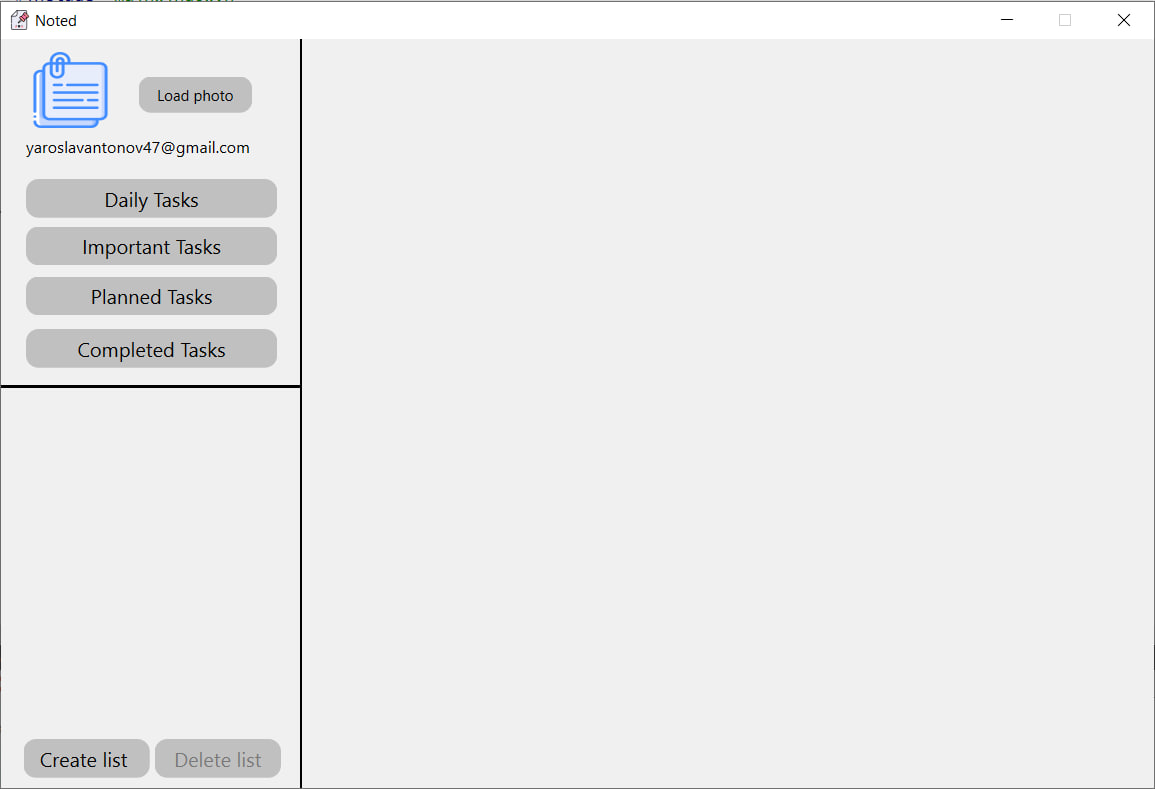 Noted
Load photo
yaroslavantonov47@gmail.com
Daily Tasks
Important Tasks
Planned Tasks
Completed Tasks
Create list
Delete list